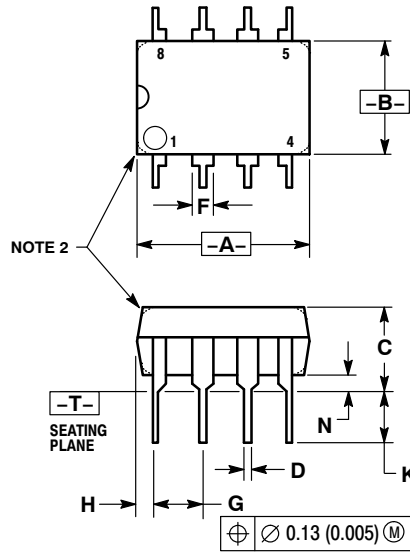 8 5
–B–
1 4
F
NOTE 2
–A–
C
–T–
N
SEATING
PLANE
D
K
H G
⌖ ∅ 0.13 (0.005) Ⓜ